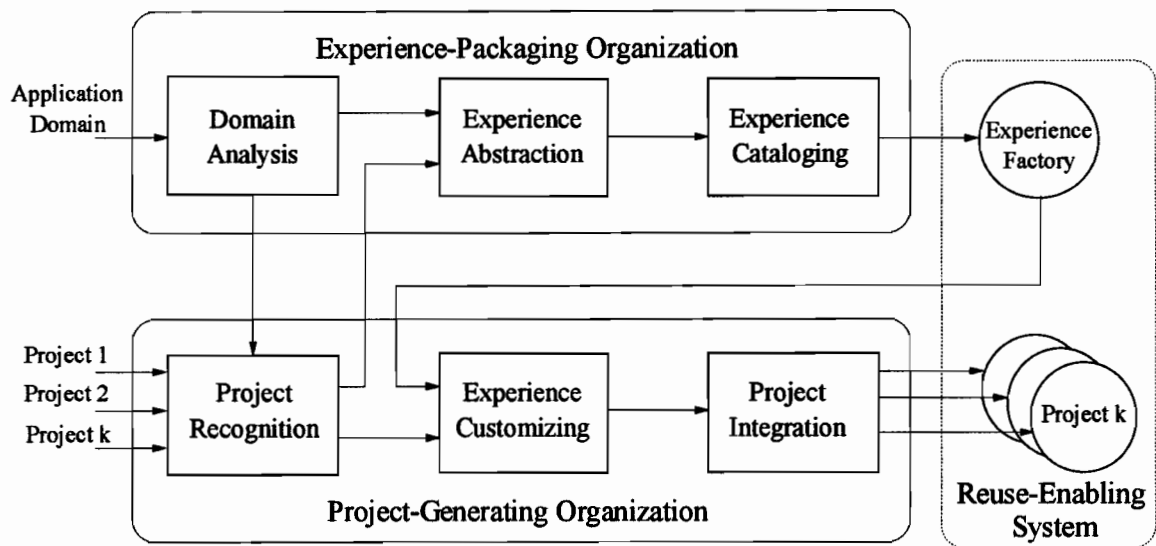 Experience-Packaging Organization
Application
Domain
Domain
Analysis
Experience
Abstraction
Experience
Cataloging
Experience
Factory
Project 1
Project 2
Project k
Project
Recognition
Experience
Customizing
Project
Integration
Project k
Project-Generating Organization
Reuse-Enabling
System